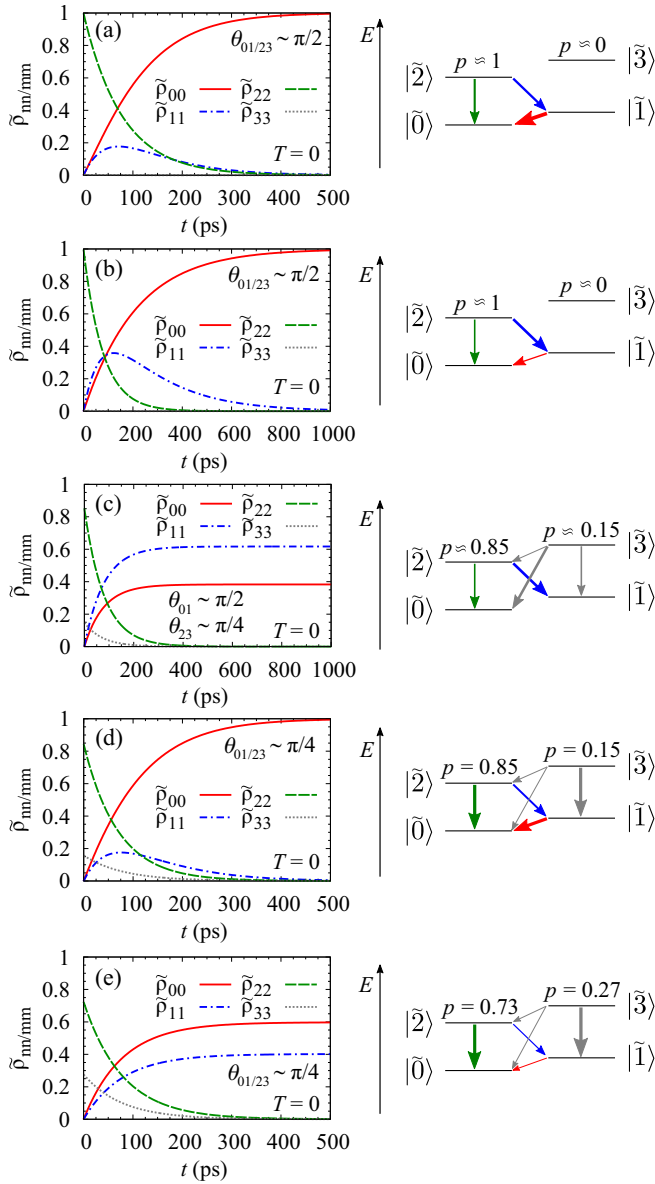 (a)
θ01/23 ~ π/2
ρ̃00 ρ̃22
ρ̃11 ρ̃33
T = 0
ρ̃nn/mm
1
0.8
0.6
0.4
0.2
0
0 100 200 300 400 500
t (ps)
E
p ≈ 1 p ≈ 0
|2̃⟩ |3̃⟩
|0̃⟩ |1̃⟩
(b)
θ01/23 ~ π/2
ρ̃00 ρ̃22
ρ̃11 ρ̃33
T = 0
ρ̃nn/mm
1
0.8
0.6
0.4
0.2
0
0 200 400 600 800 1000
t (ps)
E
p ≈ 1 p ≈ 0
|2̃⟩ |3̃⟩
|0̃⟩ |1̃⟩
(c)
ρ̃00 ρ̃22
ρ̃11 ρ̃33
θ01 ~ π/2
θ23 ~ π/4
T = 0
ρ̃nn/mm
1
0.8
0.6
0.4
0.2
0
0 200 400 600 800 1000
t (ps)
E
p ≈ 0.85 p ≈ 0.15
|2̃⟩ |3̃⟩
|0̃⟩ |1̃⟩
(d)
θ01/23 ~ π/4
ρ̃00 ρ̃22
ρ̃11 ρ̃33
T = 0
ρ̃nn/mm
1
0.8
0.6
0.4
0.2
0
0 100 200 300 400 500
t (ps)
E
p = 0.85 p = 0.15
|2̃⟩ |3̃⟩
|0̃⟩ |1̃⟩
(e)
ρ̃00 ρ̃22
ρ̃11 ρ̃33
θ01/23 ~ π/4
T = 0
ρ̃nn/mm
1
0.8
0.6
0.4
0.2
0
0 100 200 300 400 500
t (ps)
E
p = 0.73 p = 0.27
|2̃⟩ |3̃⟩
|0̃⟩ |1̃⟩